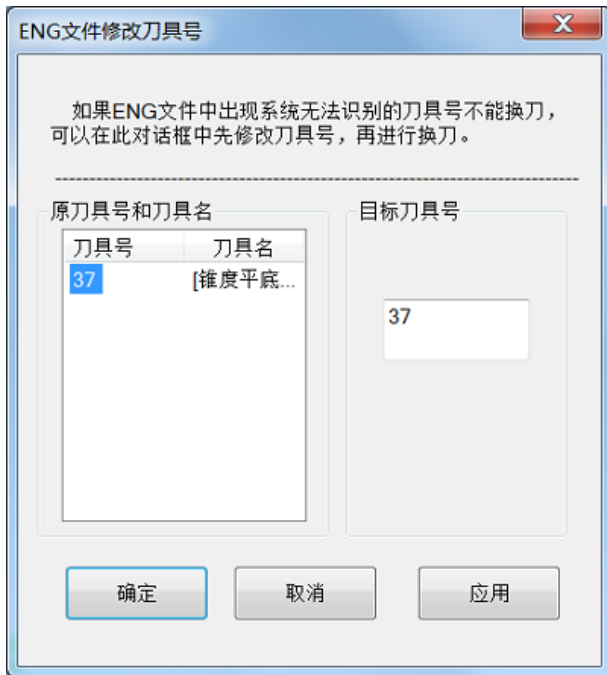 ENG文件修改刀具号
如果ENG文件中出现系统无法识别的刀具号不能换刀，
可以在此对话框中先修改刀具号，再进行换刀。
原刀具号和刀具名
目标刀具号
刀具号 刀具名
37 [锥度平底...
37
确定 取消 应用